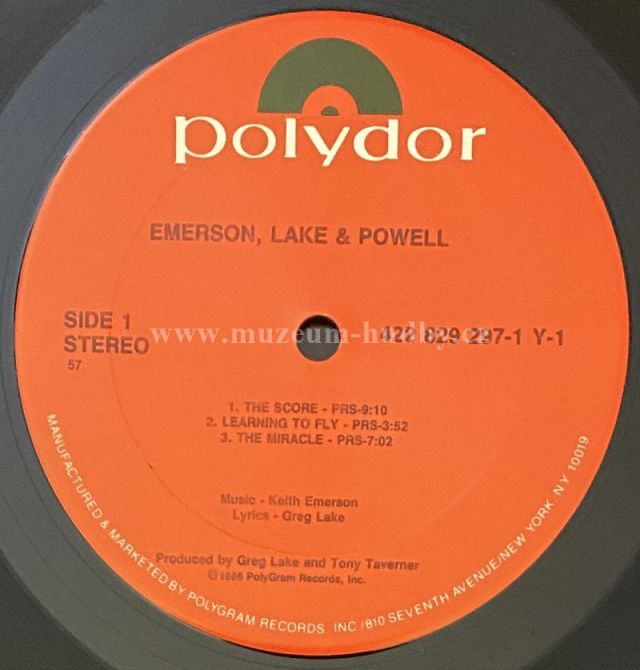 polydor
EMERSON, LAKE & POWELL
SIDE 1
STEREO
57
www.muzeum-hudby.cz
422 829 297-1 Y-1
1. THE SCORE - PRS-9:10
2. LEARNING TO FLY - PRS-3:52
3. THE MIRACLE - PRS-7:02
Music - Keith Emerson
Lyrics - Greg Lake
Produced by Greg Lake and Tony Taverner
©1986 PolyGram Records, Inc.
MANUFACTURED & MARKETED BY POLYGRAM RECORDS INC /810 SEVENTH AVENUE/NEW YORK NY 10019